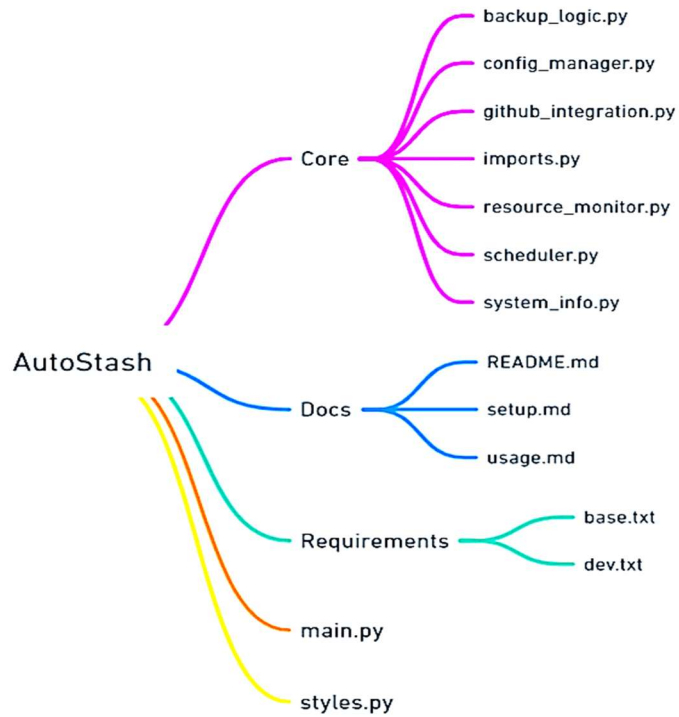 AutoStash
Core
backup_logic.py
config_manager.py
github_integration.py
imports.py
resource_monitor.py
scheduler.py
system_info.py
Docs
README.md
setup.md
usage.md
Requirements
base.txt
dev.txt
main.py
styles.py